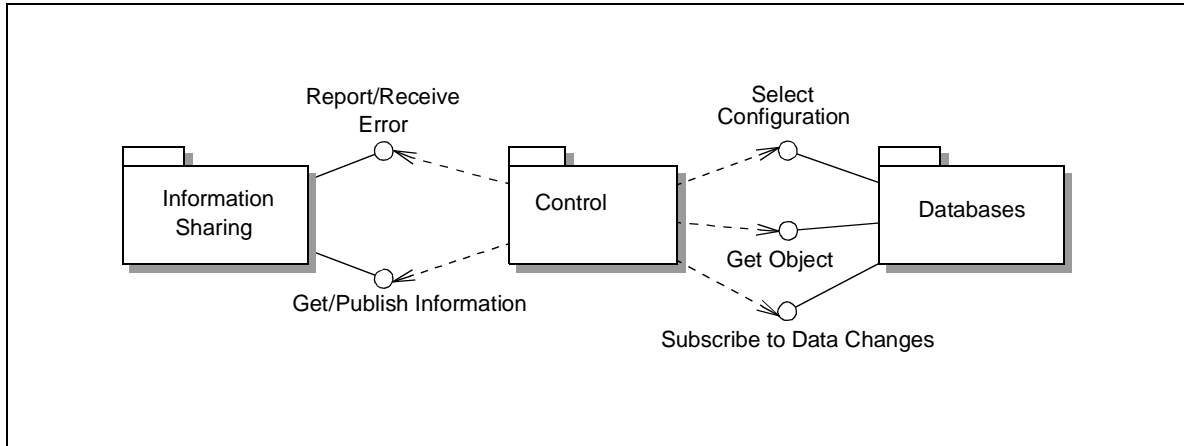 Report/Receive
Error
Select
Configuration
Information
Sharing
Control
Databases
Get Object
Get/Publish Information
Subscribe to Data Changes